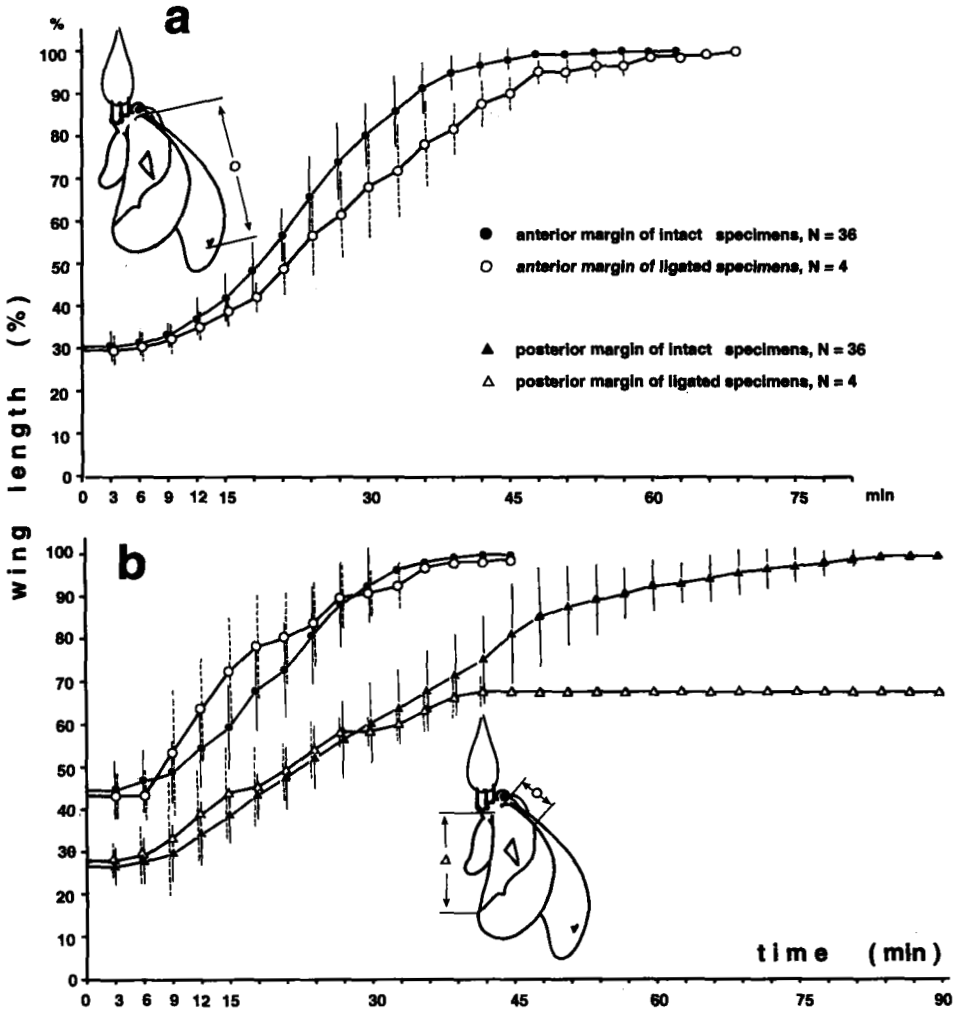 %
a
100
90
80
70
60
50
40
30
20
10
0
0 3 6 9 12 15 30 45 60 75 min
anterior margin of intact specimens, N = 36
anterior margin of ligated specimens, N = 4
posterior margin of intact specimens, N = 36
posterior margin of ligated specimens, N = 4
wing length (%)
b
100
90
80
70
60
50
40
30
20
10
0
time (min)
0 3 6 9 12 15 30 45 60 75 90